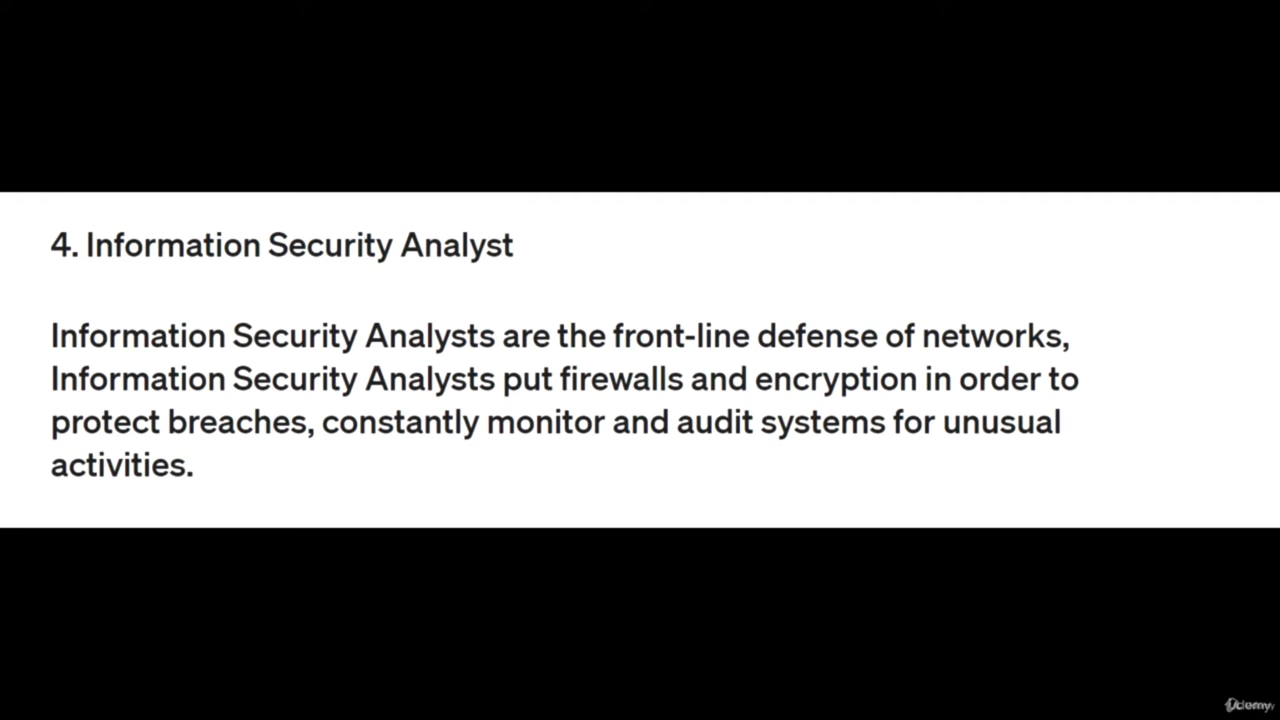 4. Information Security Analyst
Information Security Analysts are the front-line defense of networks,
Information Security Analysts put firewalls and encryption in order to
protect breaches, constantly monitor and audit systems for unusual
activities.
Udemy